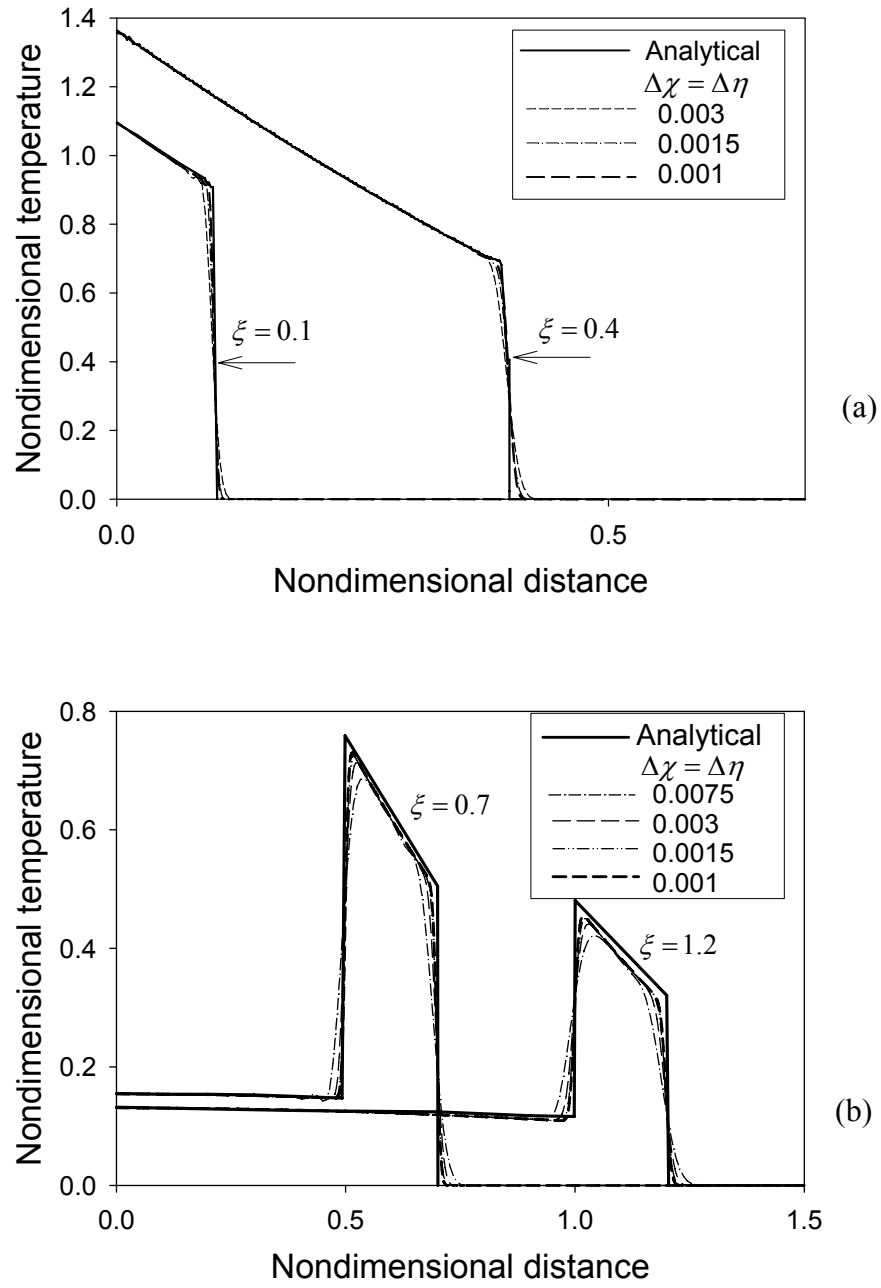 Nondimensional temperature
1.4
1.2
1.0
0.8
0.6
0.4
0.2
0.0
Analytical
Δχ = Δη
0.003
0.0015
0.001
ξ = 0.1
ξ = 0.4
(a)
0.0
0.5
Nondimensional distance
Nondimensional temperature
0.8
0.6
0.4
0.2
0.0
Analytical
Δχ = Δη
0.0075
0.003
0.0015
0.001
ξ = 0.7
ξ = 1.2
(b)
0.0
0.5
1.0
1.5
Nondimensional distance